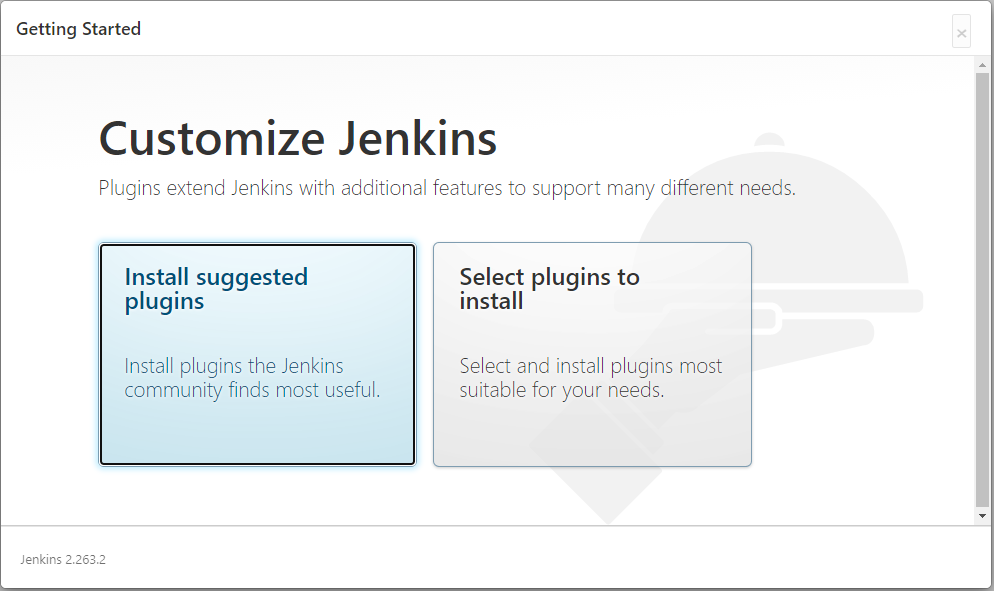 Getting Started
×
Customize Jenkins
Plugins extend Jenkins with additional features to support many different needs.
Install suggested
plugins
Install plugins the Jenkins
community finds most useful.
Select plugins to
install
Select and install plugins most
suitable for your needs.
Jenkins 2.263.2